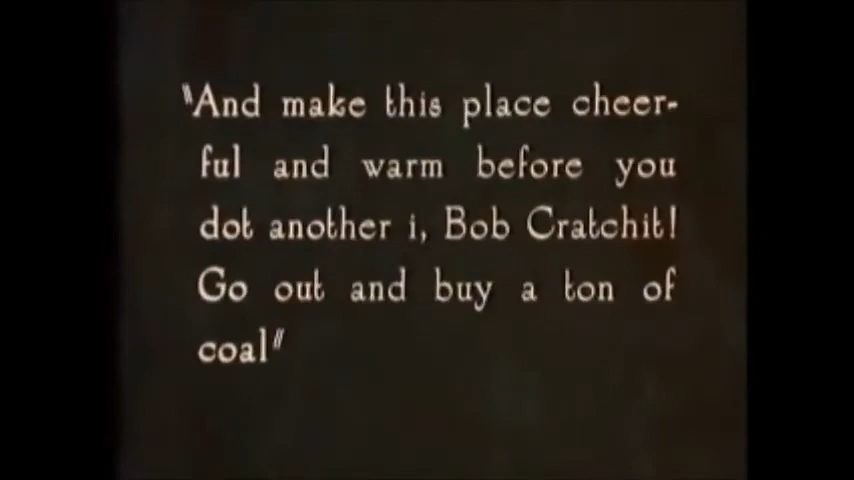 "And make this place cheer-
ful and warm before you
dot another i, Bob Cratchit!
Go out and buy a ton of
coal"